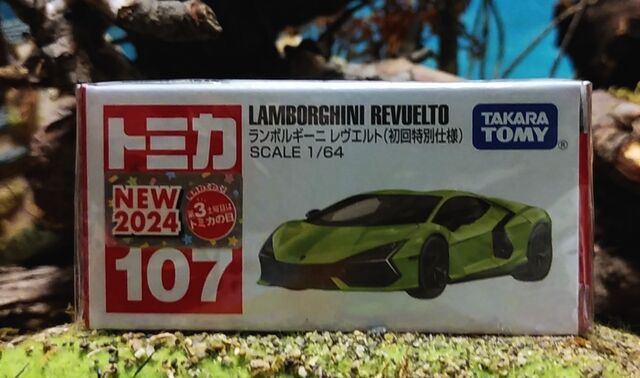 LAMBORGHINI REVUELTO
ランボルギーニ レヴエルト(初回特別仕様)
SCALE 1/64
TAKARA
TOMY
®
トミカ
NEW
2024
第3土曜日は
トミカの日
107